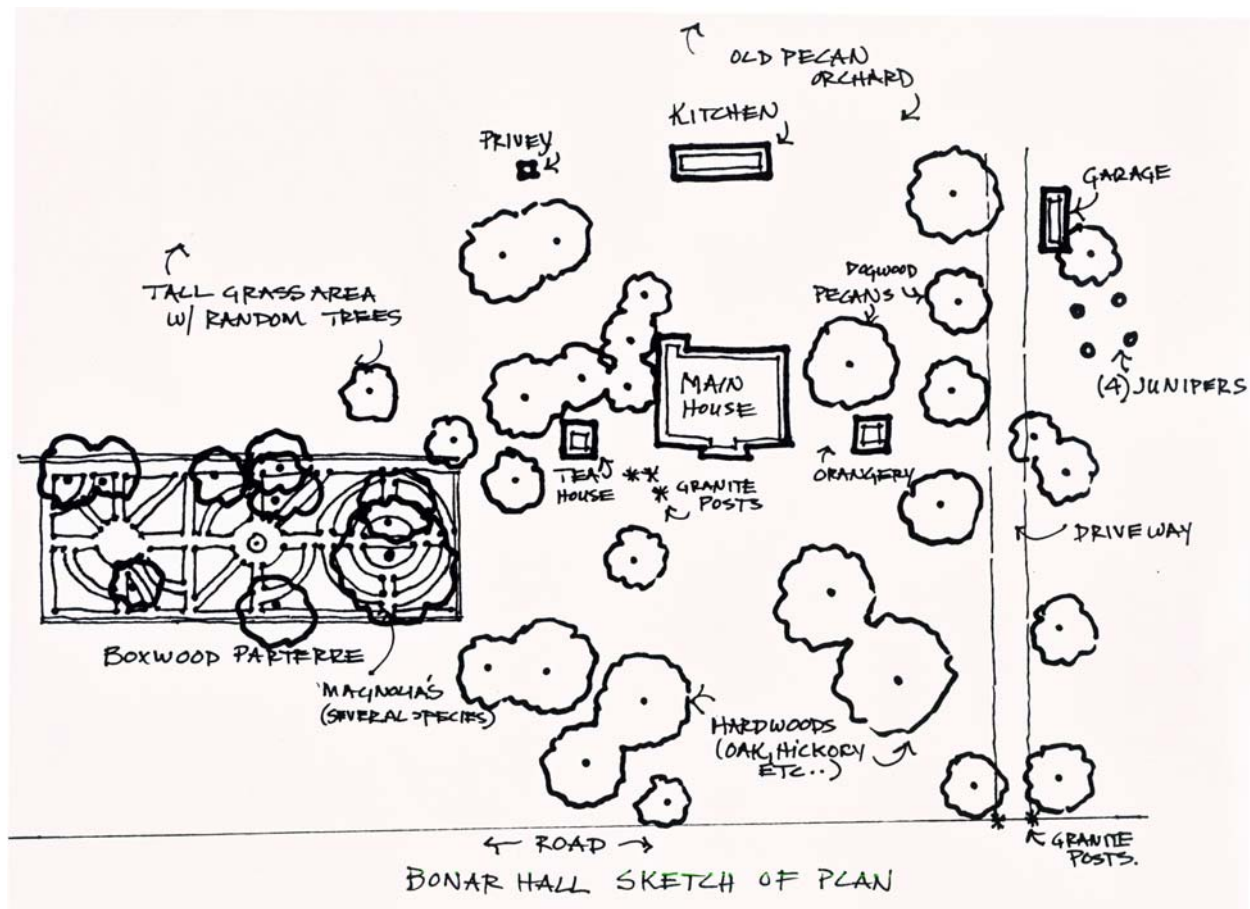 OLD PECAN
ORCHARD
KITCHEN
PRIVEY
GARAGE
DOGWOOD
PECANS
TALL GRASS AREA
W/ RANDOM TREES
MAIN
HOUSE
(4) JUNIPERS
TEA
HOUSE
GRANITE
POSTS
ORANGERY
DRIVEWAY
BOXWOOD PARTERRE
MAGNOLIA'S
(SEVERAL SPECIES)
HARDWOODS
(OAK, HICKORY
ETC..)
ROAD
GRANITE
POSTS.
BONAR HALL SKETCH OF PLAN